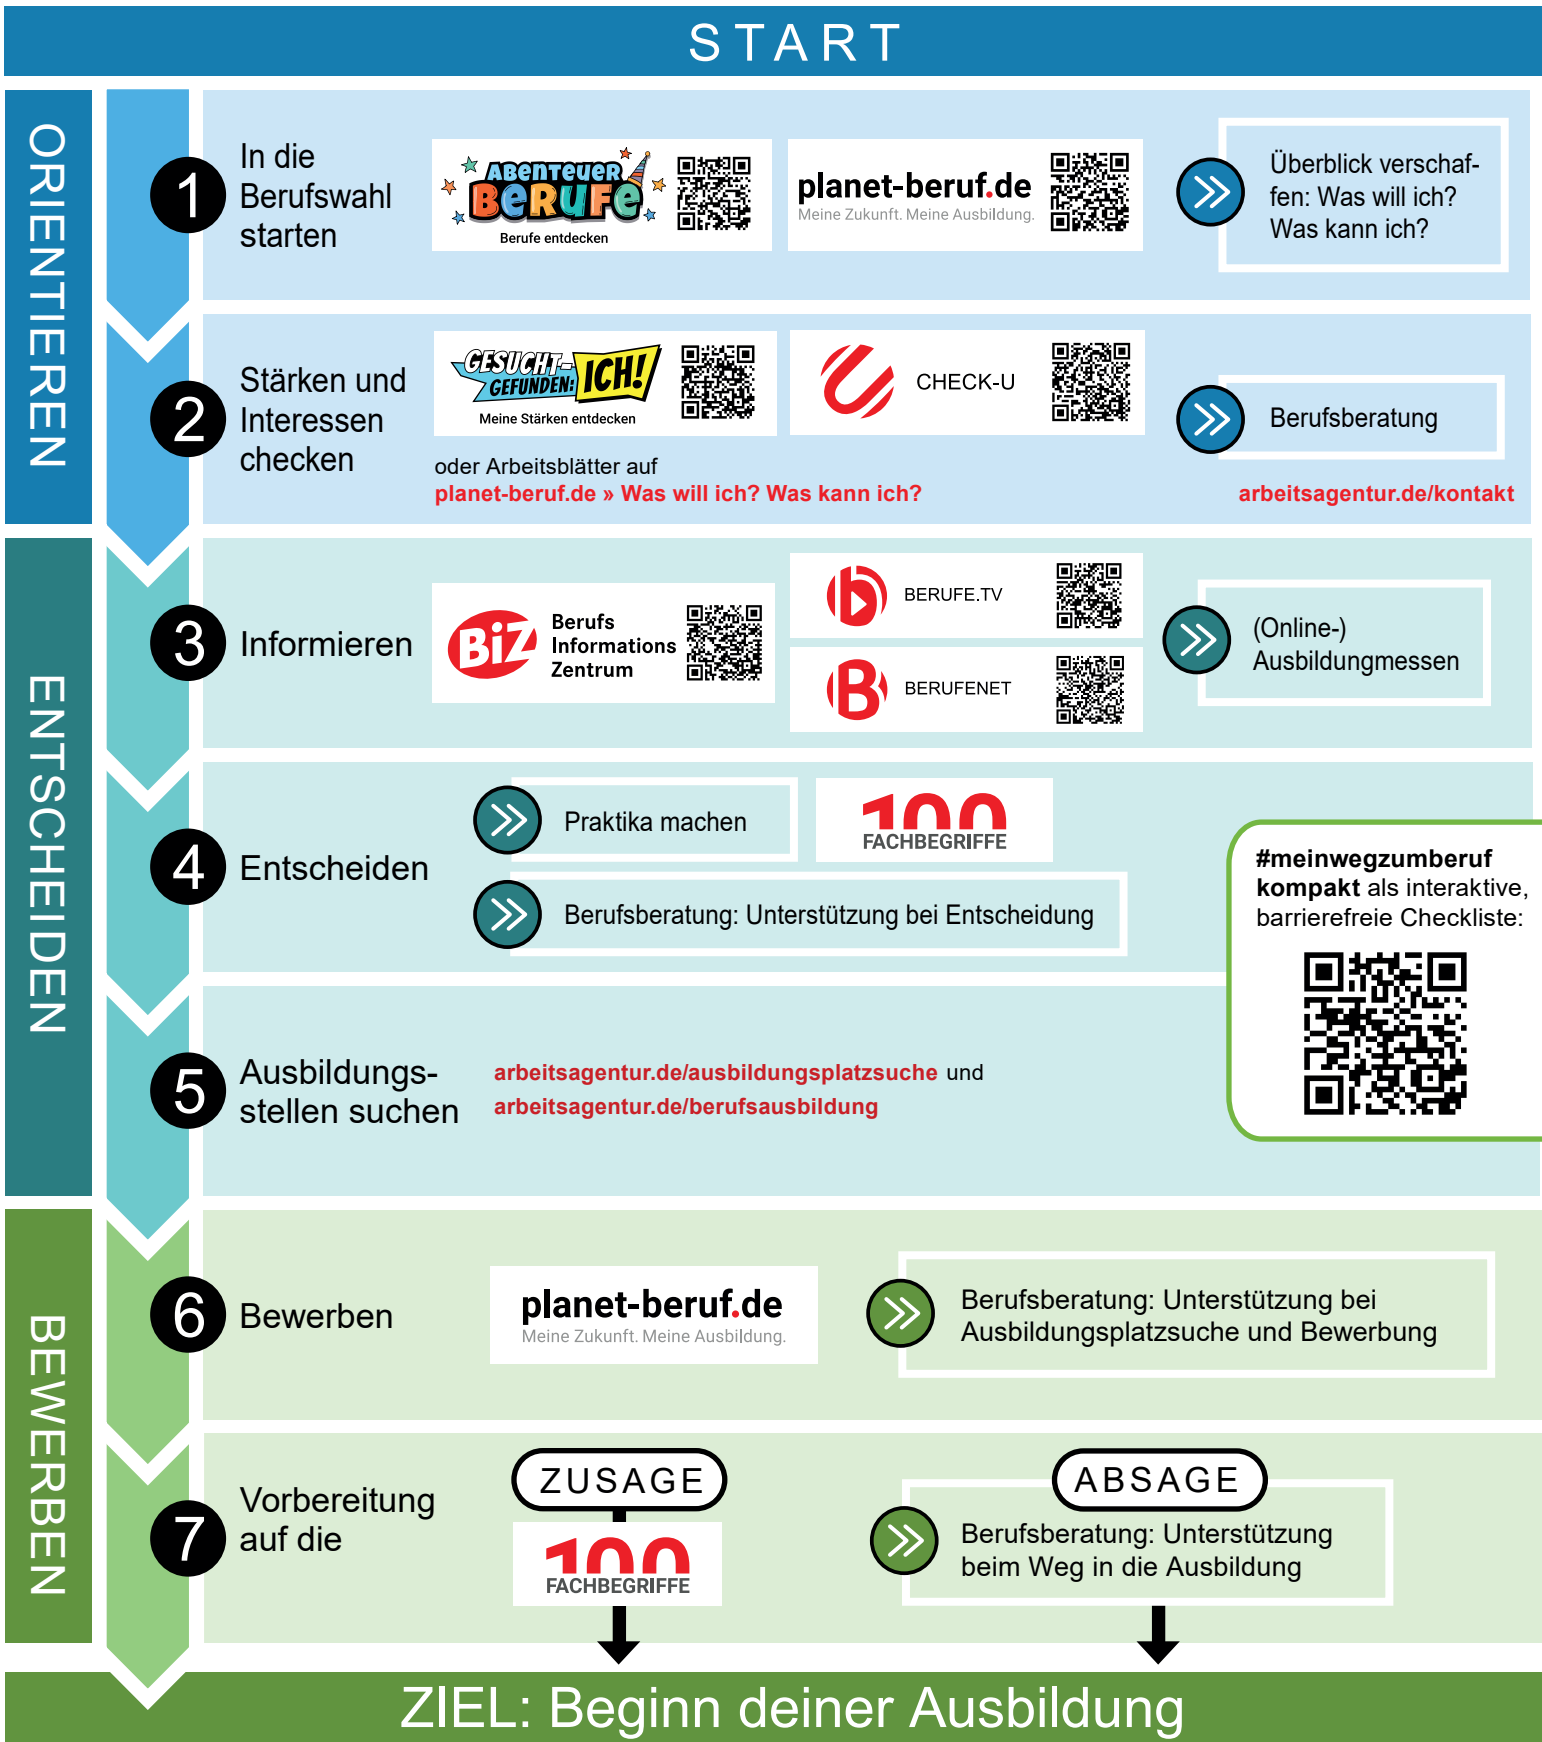 START
ORIENTIEREN
1
In die
Berufswahl
starten
ABENTEUER
BERUFE
Berufe entdecken
planet-beruf.de
Meine Zukunft. Meine Ausbildung.
Überblick verschaf-
fen: Was will ich?
Was kann ich?
2
Stärken und
Interessen
checken
GESUCHT-
GEFUNDEN:
ICH!
Meine Stärken entdecken
CHECK-U
Berufsberatung
oder Arbeitsblätter auf
planet-beruf.de » Was will ich? Was kann ich?
arbeitsagentur.de/kontakt
ENTSCHEIDEN
3
Informieren
BiZ
Berufs
Informations
Zentrum
BERUFE.TV
BERUFENET
(Online-)
Ausbildungmessen
4
Entscheiden
Praktika machen
100
FACHBEGRIFFE
Berufsberatung: Unterstützung bei Entscheidung
#meinwegzumberuf
kompakt als interaktive,
barrierefreie Checkliste:
5
Ausbildungs-
stellen suchen
arbeitsagentur.de/ausbildungsplatzsuche und
arbeitsagentur.de/berufsausbildung
BEWERBEN
6
Bewerben
planet-beruf.de
Meine Zukunft. Meine Ausbildung.
Berufsberatung: Unterstützung bei
Ausbildungsplatzsuche und Bewerbung
7
Vorbereitung
auf die
ZUSAGE
100
FACHBEGRIFFE
ABSAGE
Berufsberatung: Unterstützung
beim Weg in die Ausbildung
ZIEL: Beginn deiner Ausbildung